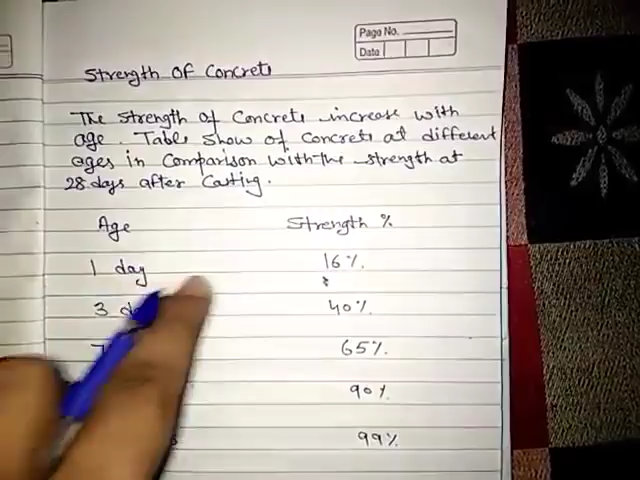 Page No.
Date
Strength Of Concrete
The strength of Concrete increase with
age. Table show of Concrete at different
ages in Comparison with the strength at
28 days after Casting.
Age Strength %
1 day 16%.
3 40%.
65%.
90%.
99%.